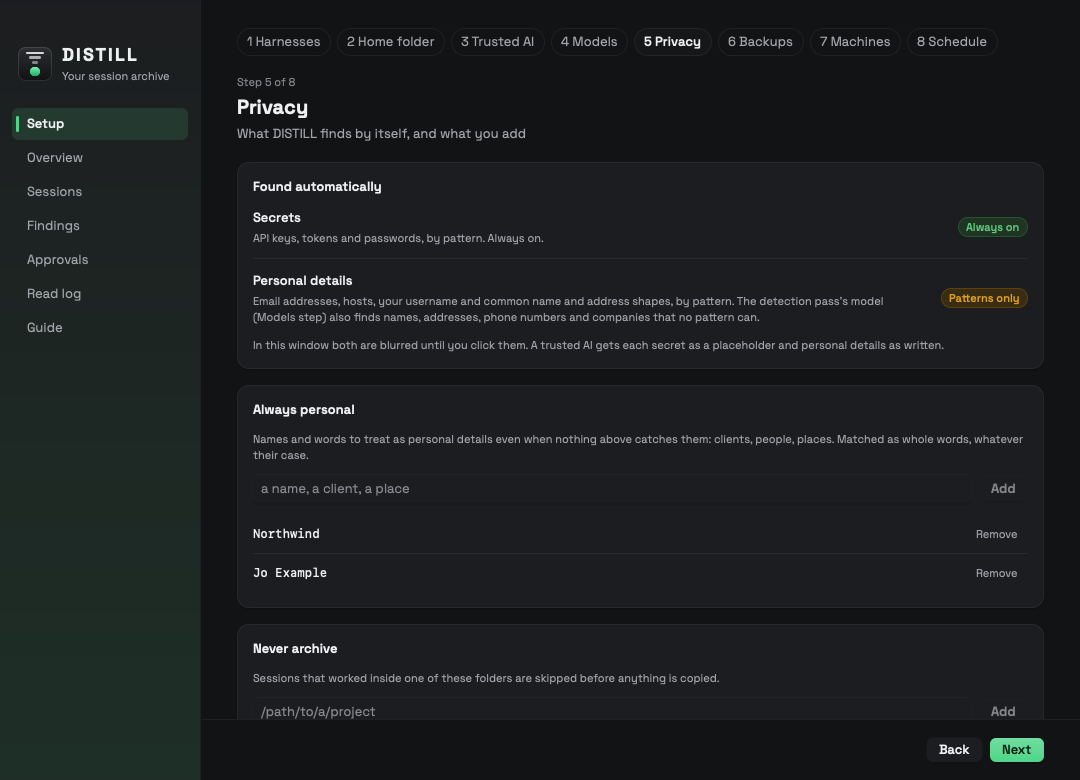 DISTILL
Your session archive
Setup
Overview
Sessions
Findings
Approvals
Read log
Guide
1 Harnesses
2 Home folder
3 Trusted AI
4 Models
5 Privacy
6 Backups
7 Machines
8 Schedule
Step 5 of 8
Privacy
What DISTILL finds by itself, and what you add
Found automatically
Secrets
API keys, tokens and passwords, by pattern. Always on.
Always on
Personal details
Email addresses, hosts, your username and common name and address shapes, by pattern. The detection pass's model
(Models step) also finds names, addresses, phone numbers and companies that no pattern can.
Patterns only
In this window both are blurred until you click them. A trusted AI gets each secret as a placeholder and personal details as written.
Always personal
Names and words to treat as personal details even when nothing above catches them: clients, people, places. Matched as whole words, whatever
their case.
a name, a client, a place
Add
Northwind
Remove
Jo Example
Remove
Never archive
Sessions that worked inside one of these folders are skipped before anything is copied.
/path/to/a/project
Add
Back
Next